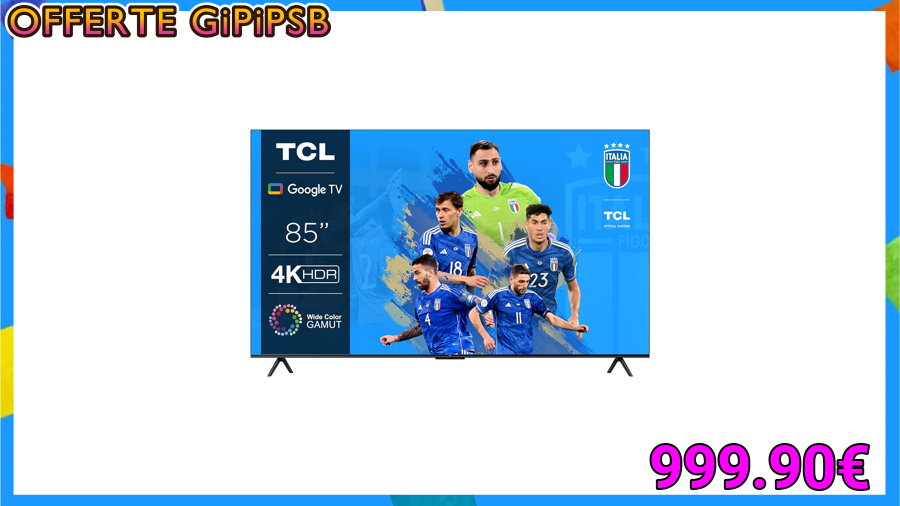 OFFERTE GiPiPSB
TCL
Google TV
85”
4K HDR
Wide Color
GAMUT
ITALIA
TCL
FIGC
1
18
23
4
11
999.90€